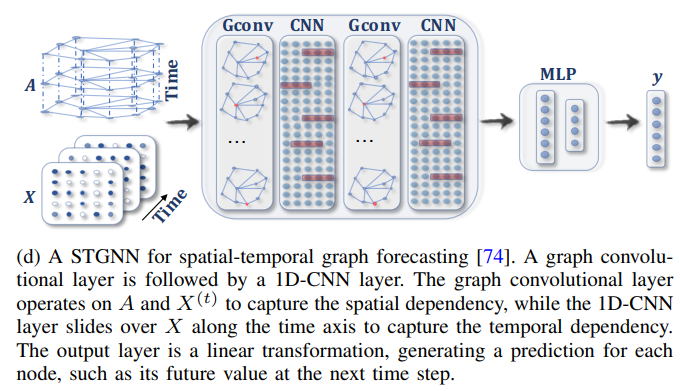 Gconv CNN Gconv CNN
A
Time
X
Time
...
...
MLP
y
(d) A STGNN for spatial-temporal graph forecasting [74]. A graph convolu-
tional layer is followed by a 1D-CNN layer. The graph convolutional layer
operates on A and X^(t) to capture the spatial dependency, while the 1D-CNN
layer slides over X along the time axis to capture the temporal dependency.
The output layer is a linear transformation, generating a prediction for each
node, such as its future value at the next time step.